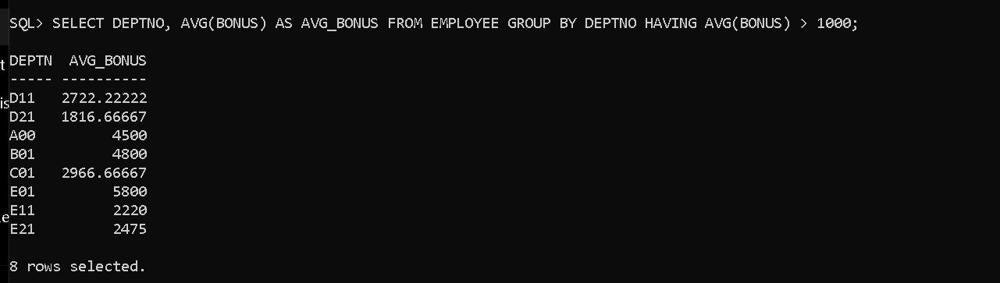 SQL> SELECT DEPTNO, AVG(BONUS) AS AVG_BONUS FROM EMPLOYEE GROUP BY DEPTNO HAVING AVG(BONUS) > 1000;
t
DEPTN  AVG_BONUS
----- ----------
is
D11   2722.22222
D21   1816.66667
A00         4500
B01         4800
C01   2966.66667
E01         5800
E11         2220
E21         2475
8 rows selected.